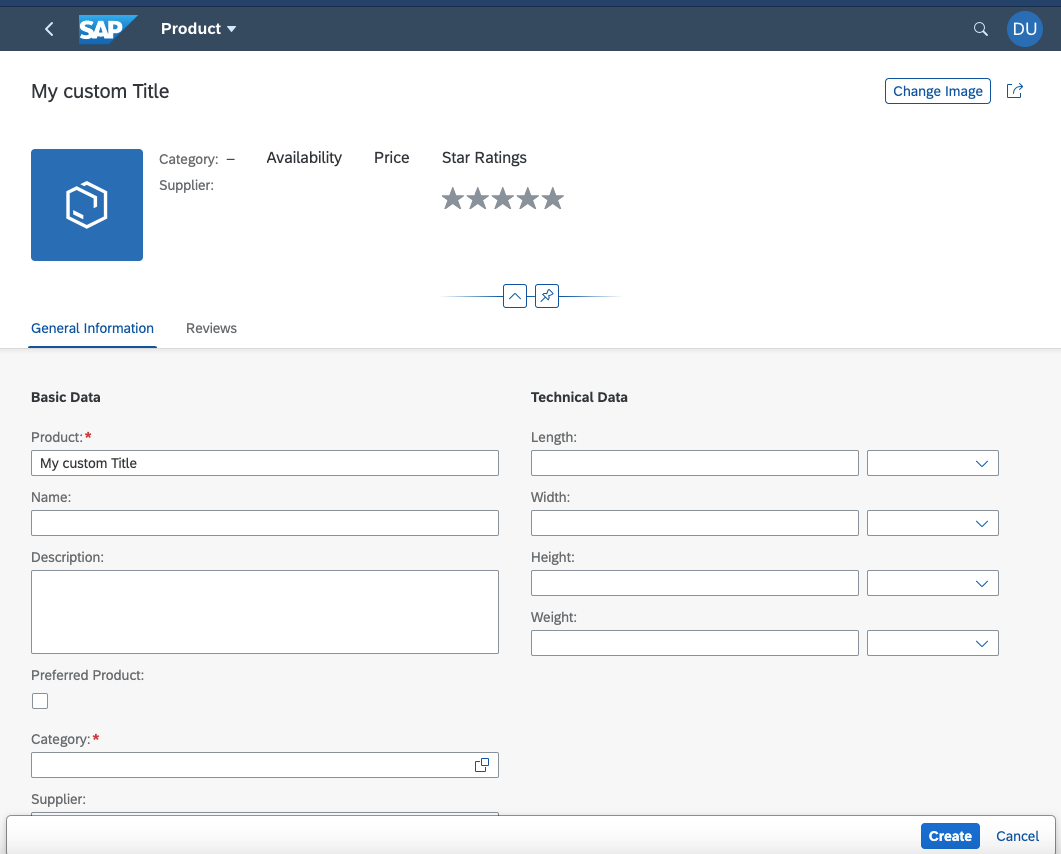 SAP Product
DU
My custom Title
Change Image
Category: –
Supplier:
Availability
Price
Star Ratings
General Information
Reviews
Basic Data
Product:*
My custom Title
Name:
Description:
Preferred Product:
Category:*
Supplier:
Technical Data
Length:
Width:
Height:
Weight:
Create
Cancel